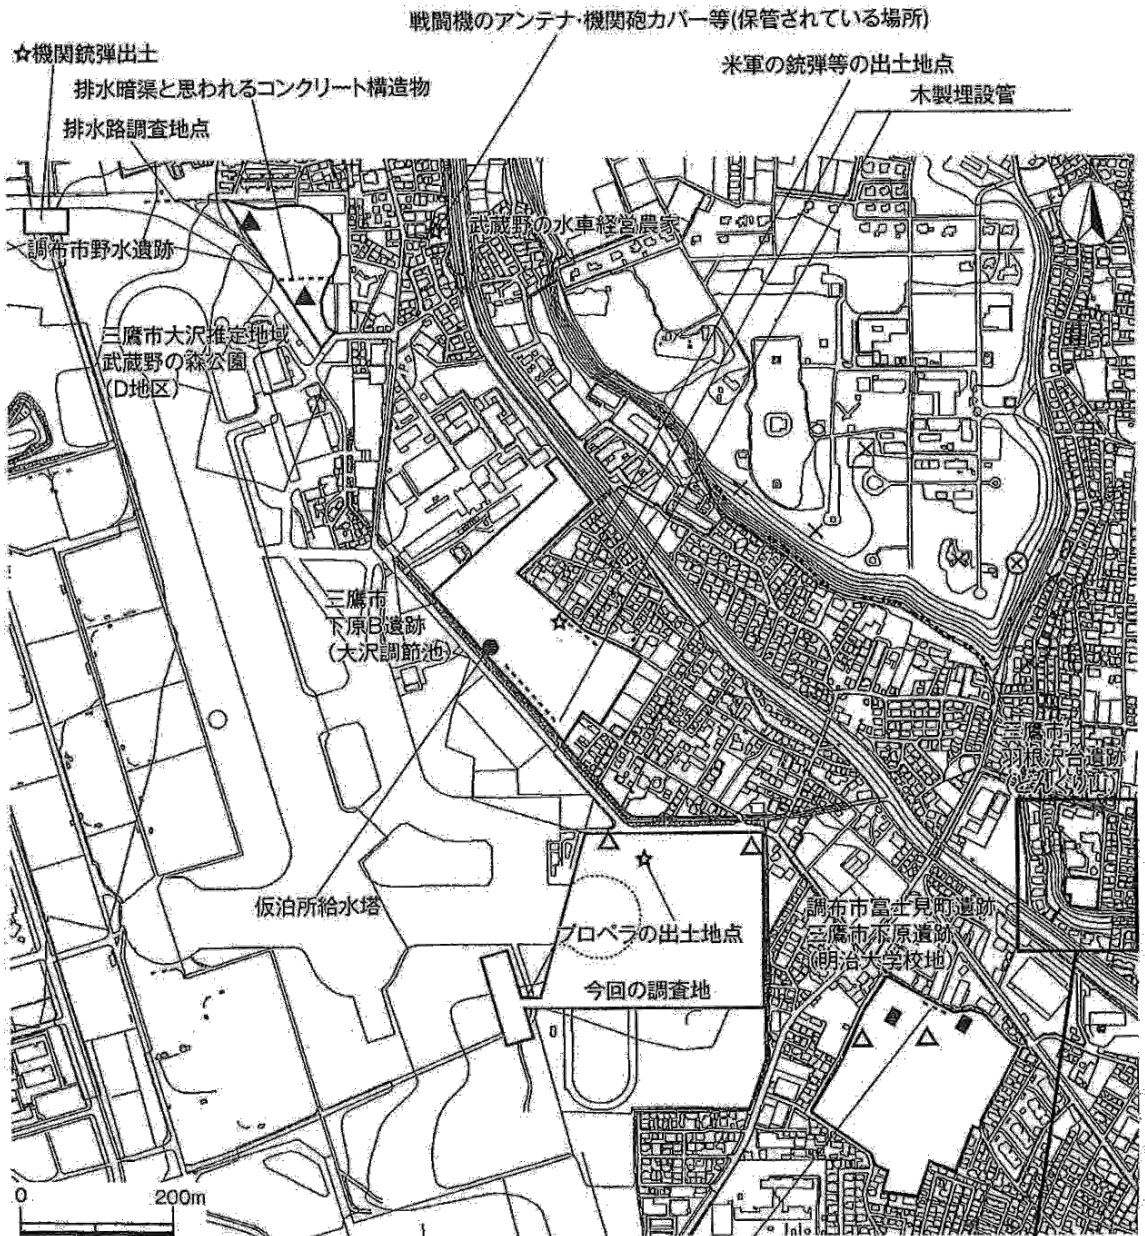 戦闘機のアンテナ・機関砲カバー等(保管されている場所)
☆機関銃弾出土
米軍の銃弾等の出土地点
排水暗渠と思われるコンクリート構造物
木製埋設管
排水路調査地点
武蔵野の水車経営農家
調布市野水遺跡
三鷹市大沢推定地域
武蔵野の森公園
(D地区)
三鷹市
下原B遺跡
(大沢調節池)
三鷹市
羽根沢台遺跡
(どんぐり山)
仮泊所給水塔
プロペラの出土地点
調布市富士見町遺跡
三鷹市下原遺跡
(明治大学校地)
今回の調査地
0 200m